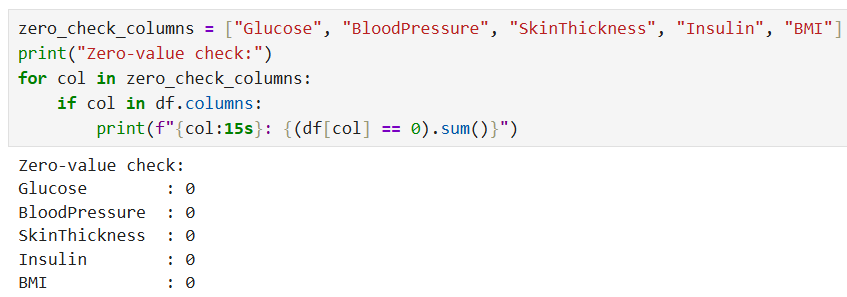 zero_check_columns = ["Glucose", "BloodPressure", "SkinThickness", "Insulin", "BMI"]
print("Zero-value check:")
for col in zero_check_columns:
    if col in df.columns:
        print(f"{col:15s}: {(df[col] == 0).sum()}")
Zero-value check:
Glucose        : 0
BloodPressure  : 0
SkinThickness  : 0
Insulin        : 0
BMI            : 0